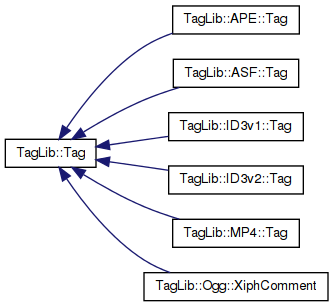 TagLib::APE::Tag
TagLib::ASF::Tag
TagLib::ID3v1::Tag
TagLib::Tag
TagLib::ID3v2::Tag
TagLib::MP4::Tag
TagLib::Ogg::XiphComment